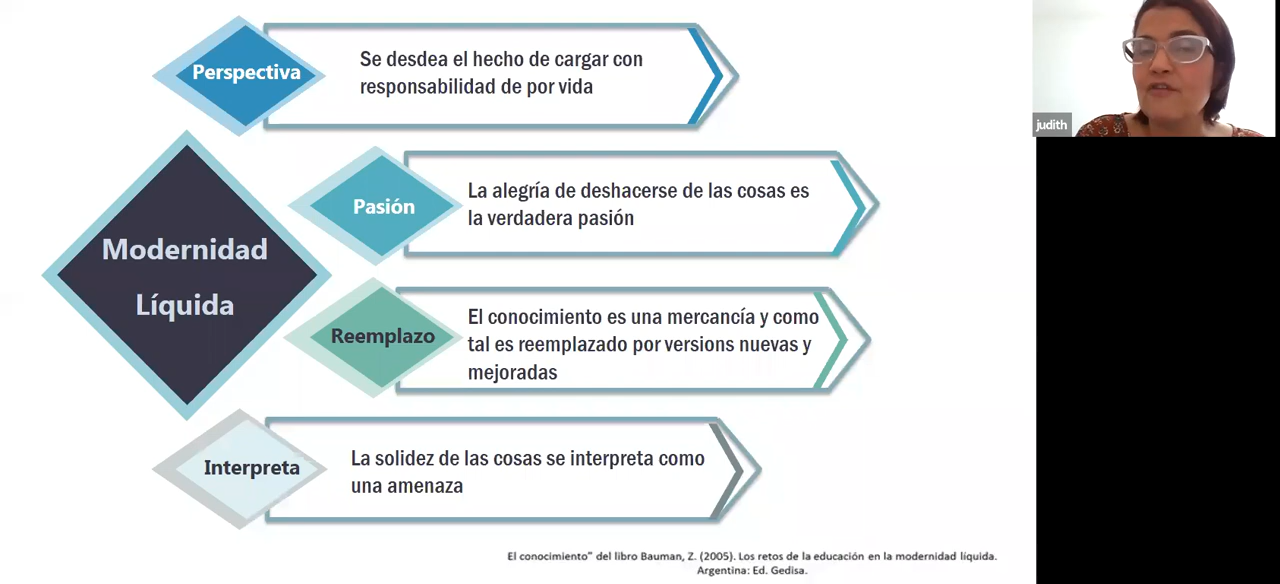 Perspectiva
Se desdea el hecho de cargar con
responsabilidad de por vida
judith
Pasión
La alegría de deshacerse de las cosas es
la verdadera pasión
Modernidad
Líquida
Reemplazo
El conocimiento es una mercancía y como
tal es reemplazado por versions nuevas y
mejoradas
Interpreta
La solidez de las cosas se interpreta como
una amenaza
El conocimiento" del libro Bauman, Z. (2005). Los retos de la educación en la modernidad líquida.
Argentina: Ed. Gedisa.